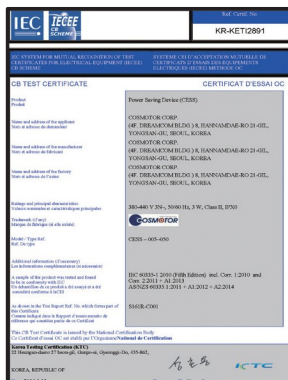 IEC
IECEE
CB
SCHEME
Ref. Certif. No
KR-KETI2891
IEC SYSTEM FOR MUTUAL RECOGNITION OF TEST
CERTIFICATES FOR ELECTRICAL EQUIPMENT (IECEE)
CB SCHEME
SYSTEME CEI D'ACCEPTATION MUTUELLE DE
CERTIFICATS D'ESSAIS DES EQUIPEMENTS
ELECTRIQUES (IECEE) METHODE OC
CB TEST CERTIFICATE
CERTIFICAT D'ESSAI OC
Product
Produit
Power Saving Device (CESS)
Name and address of the applicant
Nom et adresse du demandeur
COSMOTOR CORP.
(4F. DREAMCOM BLDG.) 8, HANNAMDAE-RO 21-GIL,
YONGSAN-GU, SEOUL, KOREA
Name and address of the manufacturer
Nom et adresse du fabricant
COSMOTOR CORP.
(4F. DREAMCOM BLDG.) 8, HANNAMDAE-RO 21-GIL,
YONGSAN-GU, SEOUL, KOREA
Name and address of the factory
Nom et adresse de l'usine
COSMOTOR CORP.
(4F. DREAMCOM BLDG.) 8, HANNAMDAE-RO 21-GIL,
YONGSAN-GU, SEOUL, KOREA
Ratings and principal characteristics
Valeurs nominales et caractéristiques principales
380-440 V 3N~, 50/60 Hz, 3 W, Class II, IPX0
Trademark (if any)
Marque de fabrique (si elle existe)
COSMOTOR
Model / Type Ref.
Ref. De type
CESS – 003~050
Additional information (if necessary)
Les informations complémentaires (si nécessaire)
A sample of the product was tested and found
to be in conformity with IEC
Un échantillon de ce produit a été essayé et a été
considéré conforme à la CEI
IEC 60335-1:2010 (Fifth Edition) incl. Corr. 1:2010 and
Corr. 2:2011 + A1:2013
AS/NZS 60335.1:2011 + A1:2012 + A2:2014
As shown in the Test Report Ref. No. which forms part of
this Certificate
Comme indiqué dans le Rapport d'essais numéro de
référence qui constitue partie de ce Certificat
S161R-C001
This CB Test Certificate is issued by the National Certification Body
Ce Certificat d'essai OC est établi par l'Organisme National de Certification
Korea Testing Certification (KTC)
KOREA, REPUBLIC OF
KTC